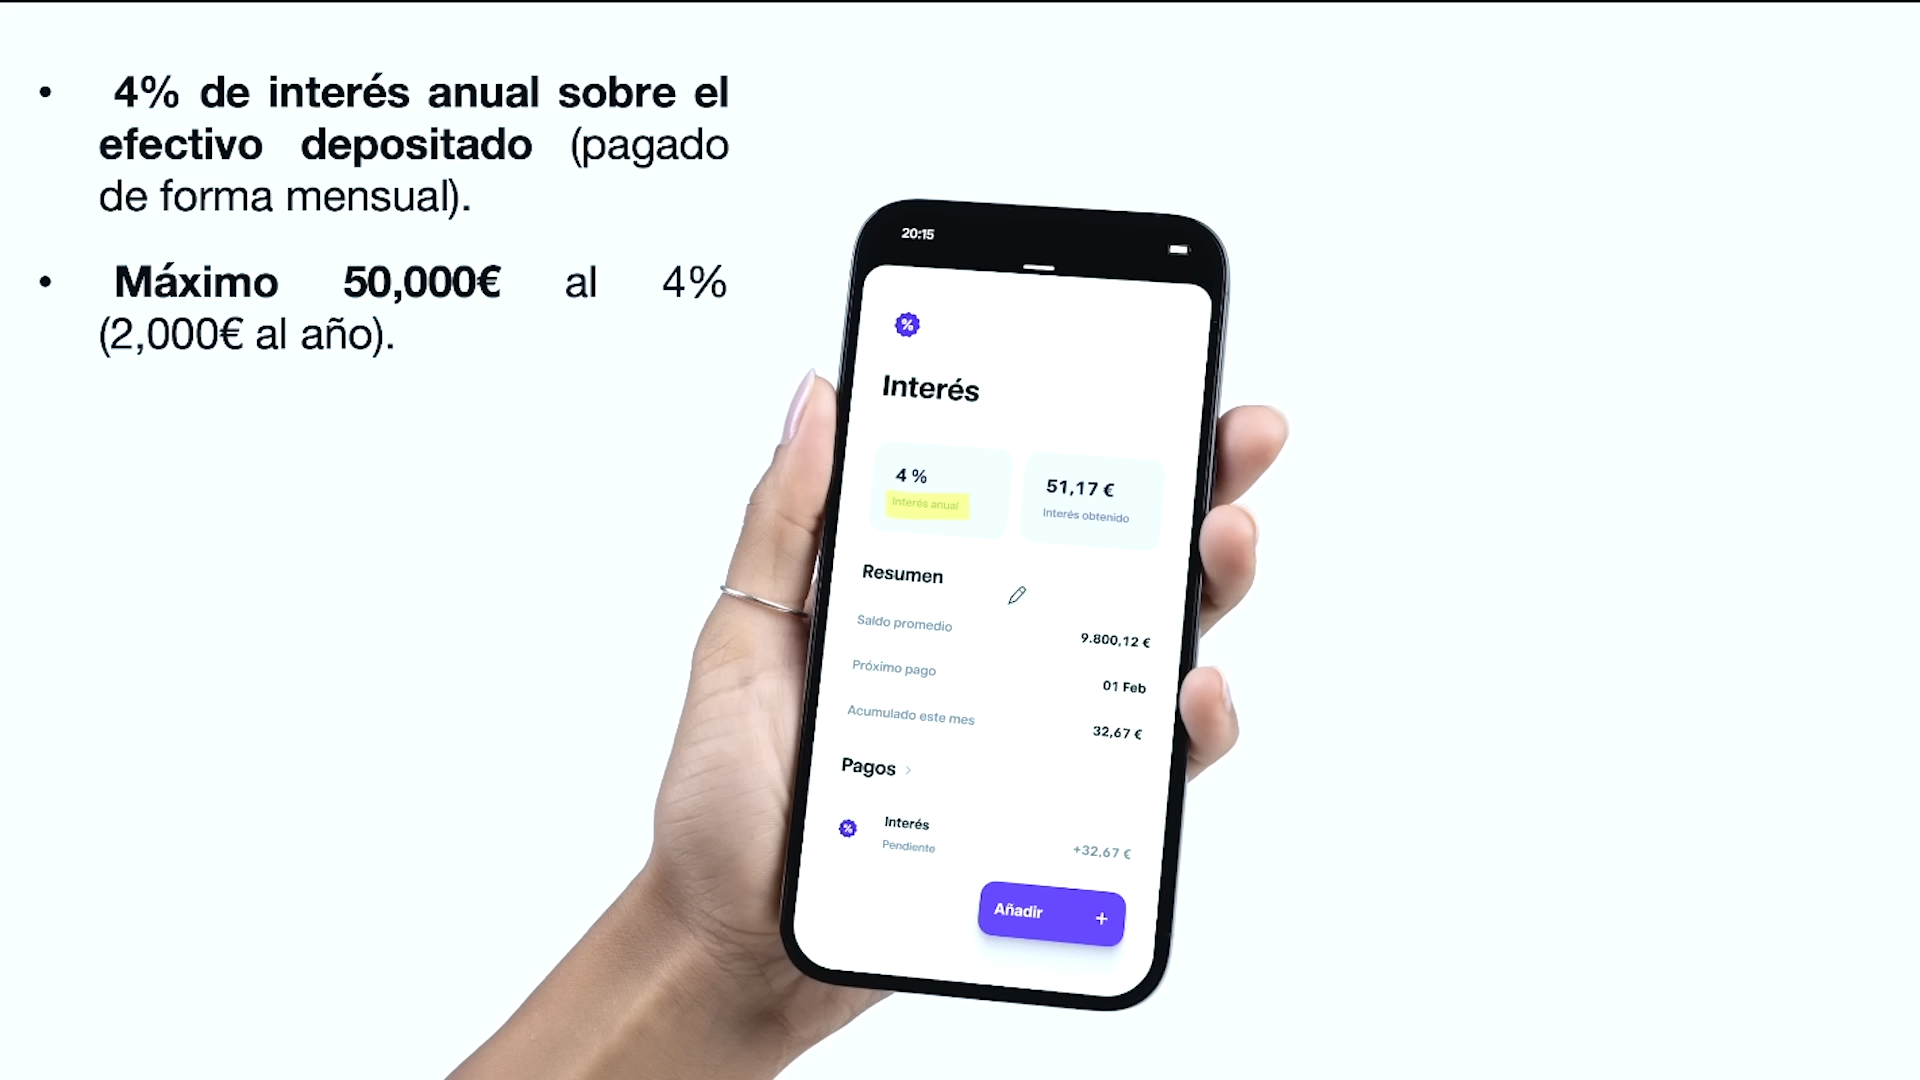 • 4% de interés anual sobre el
efectivo depositado (pagado
de forma mensual).
• Máximo 50,000€ al 4%
(2,000€ al año).
20:15
%
Interés
4 %
Interés anual
51,17 €
Interés obtenido
Resumen
Saldo promedio 9.800,12 €
Próximo pago 01 Feb
Acumulado este mes 32,67 €
Pagos >
%
Interés
Pendiente
+32,67 €
Añadir +